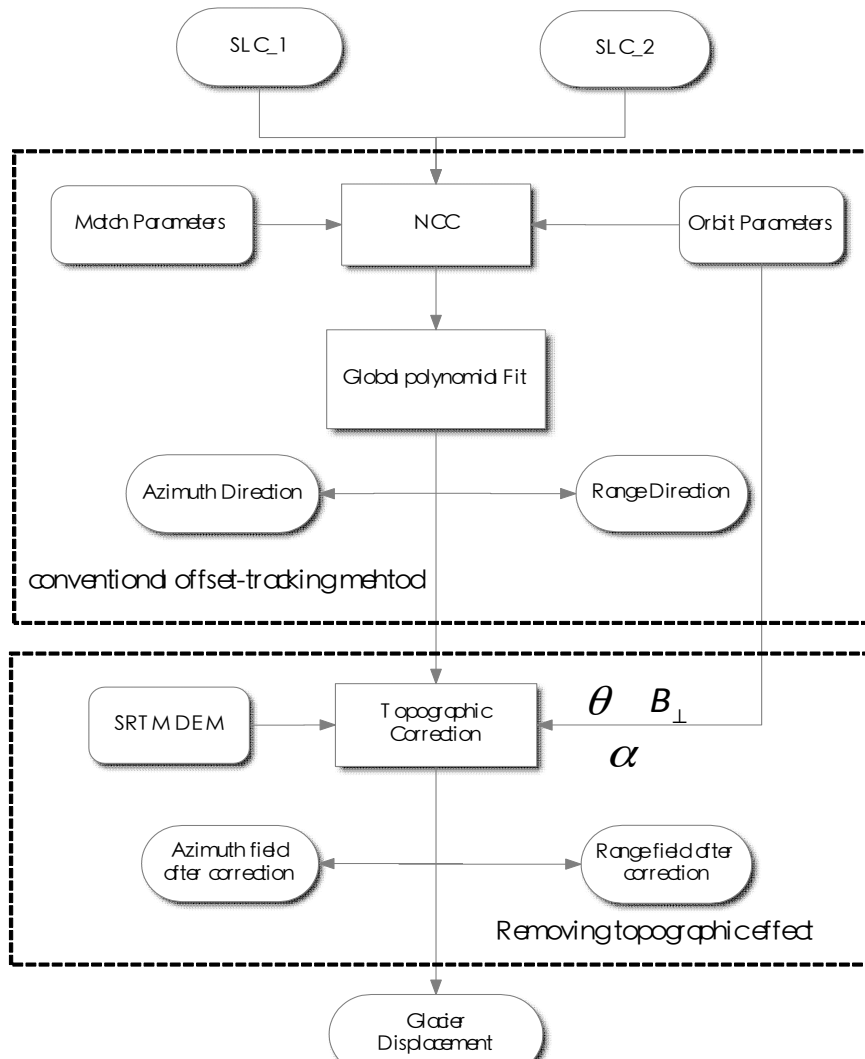 SLC_1
SLC_2
Match Parameters
NCC
Orbit Parameters
Global polynomial Fit
Azimuth Direction
Range Direction
conventional offset-tracking mehtod
SRTM DEM
Topographic
Correction
θ B⊥
α
Azimuth field
after correction
Range field after
correction
Removing topographic effect
Glacier
Displacement